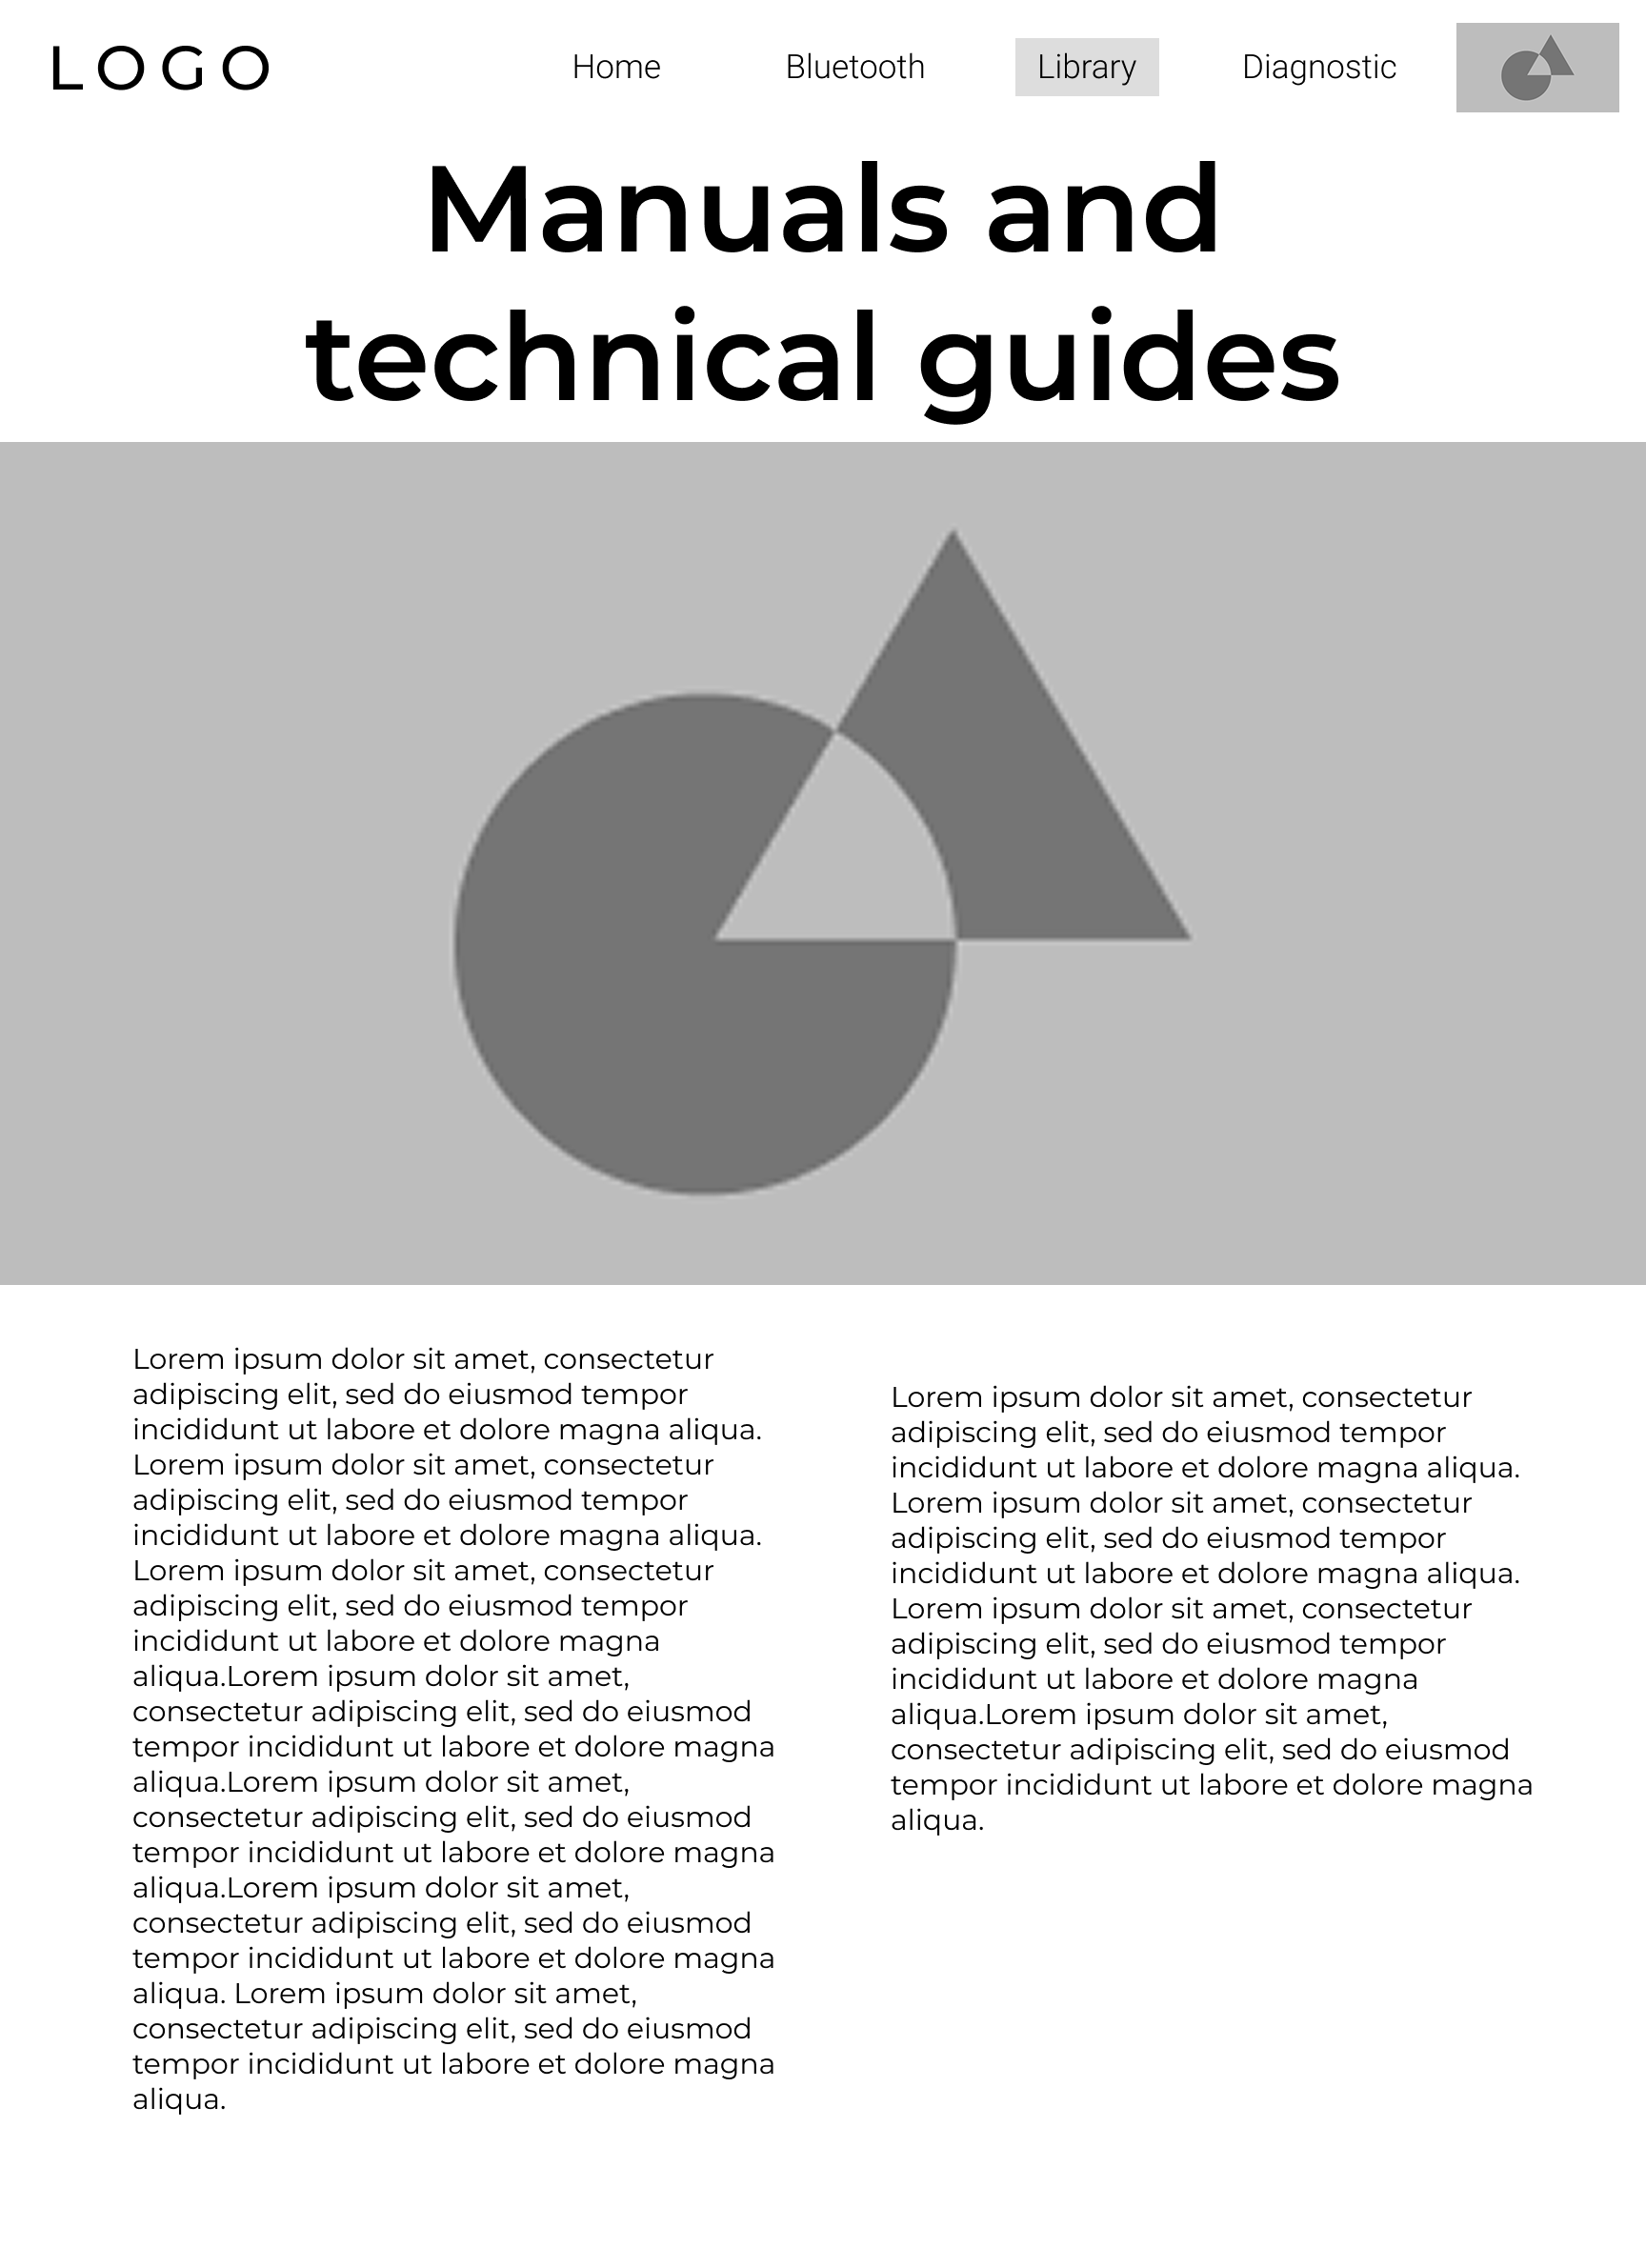 LOGO
Home
Bluetooth
Library
Diagnostic
Manuals and
technical guides
Lorem ipsum dolor sit amet, consectetur
adipiscing elit, sed do eiusmod tempor
incididunt ut labore et dolore magna aliqua.
Lorem ipsum dolor sit amet, consectetur
adipiscing elit, sed do eiusmod tempor
incididunt ut labore et dolore magna aliqua.
Lorem ipsum dolor sit amet, consectetur
adipiscing elit, sed do eiusmod tempor
incididunt ut labore et dolore magna
aliqua.Lorem ipsum dolor sit amet,
consectetur adipiscing elit, sed do eiusmod
tempor incididunt ut labore et dolore magna
aliqua.Lorem ipsum dolor sit amet,
consectetur adipiscing elit, sed do eiusmod
tempor incididunt ut labore et dolore magna
aliqua.Lorem ipsum dolor sit amet,
consectetur adipiscing elit, sed do eiusmod
tempor incididunt ut labore et dolore magna
aliqua. Lorem ipsum dolor sit amet,
consectetur adipiscing elit, sed do eiusmod
tempor incididunt ut labore et dolore magna
aliqua.
Lorem ipsum dolor sit amet, consectetur
adipiscing elit, sed do eiusmod tempor
incididunt ut labore et dolore magna aliqua.
Lorem ipsum dolor sit amet, consectetur
adipiscing elit, sed do eiusmod tempor
incididunt ut labore et dolore magna aliqua.
Lorem ipsum dolor sit amet, consectetur
adipiscing elit, sed do eiusmod tempor
incididunt ut labore et dolore magna
aliqua.Lorem ipsum dolor sit amet,
consectetur adipiscing elit, sed do eiusmod
tempor incididunt ut labore et dolore magna
aliqua.